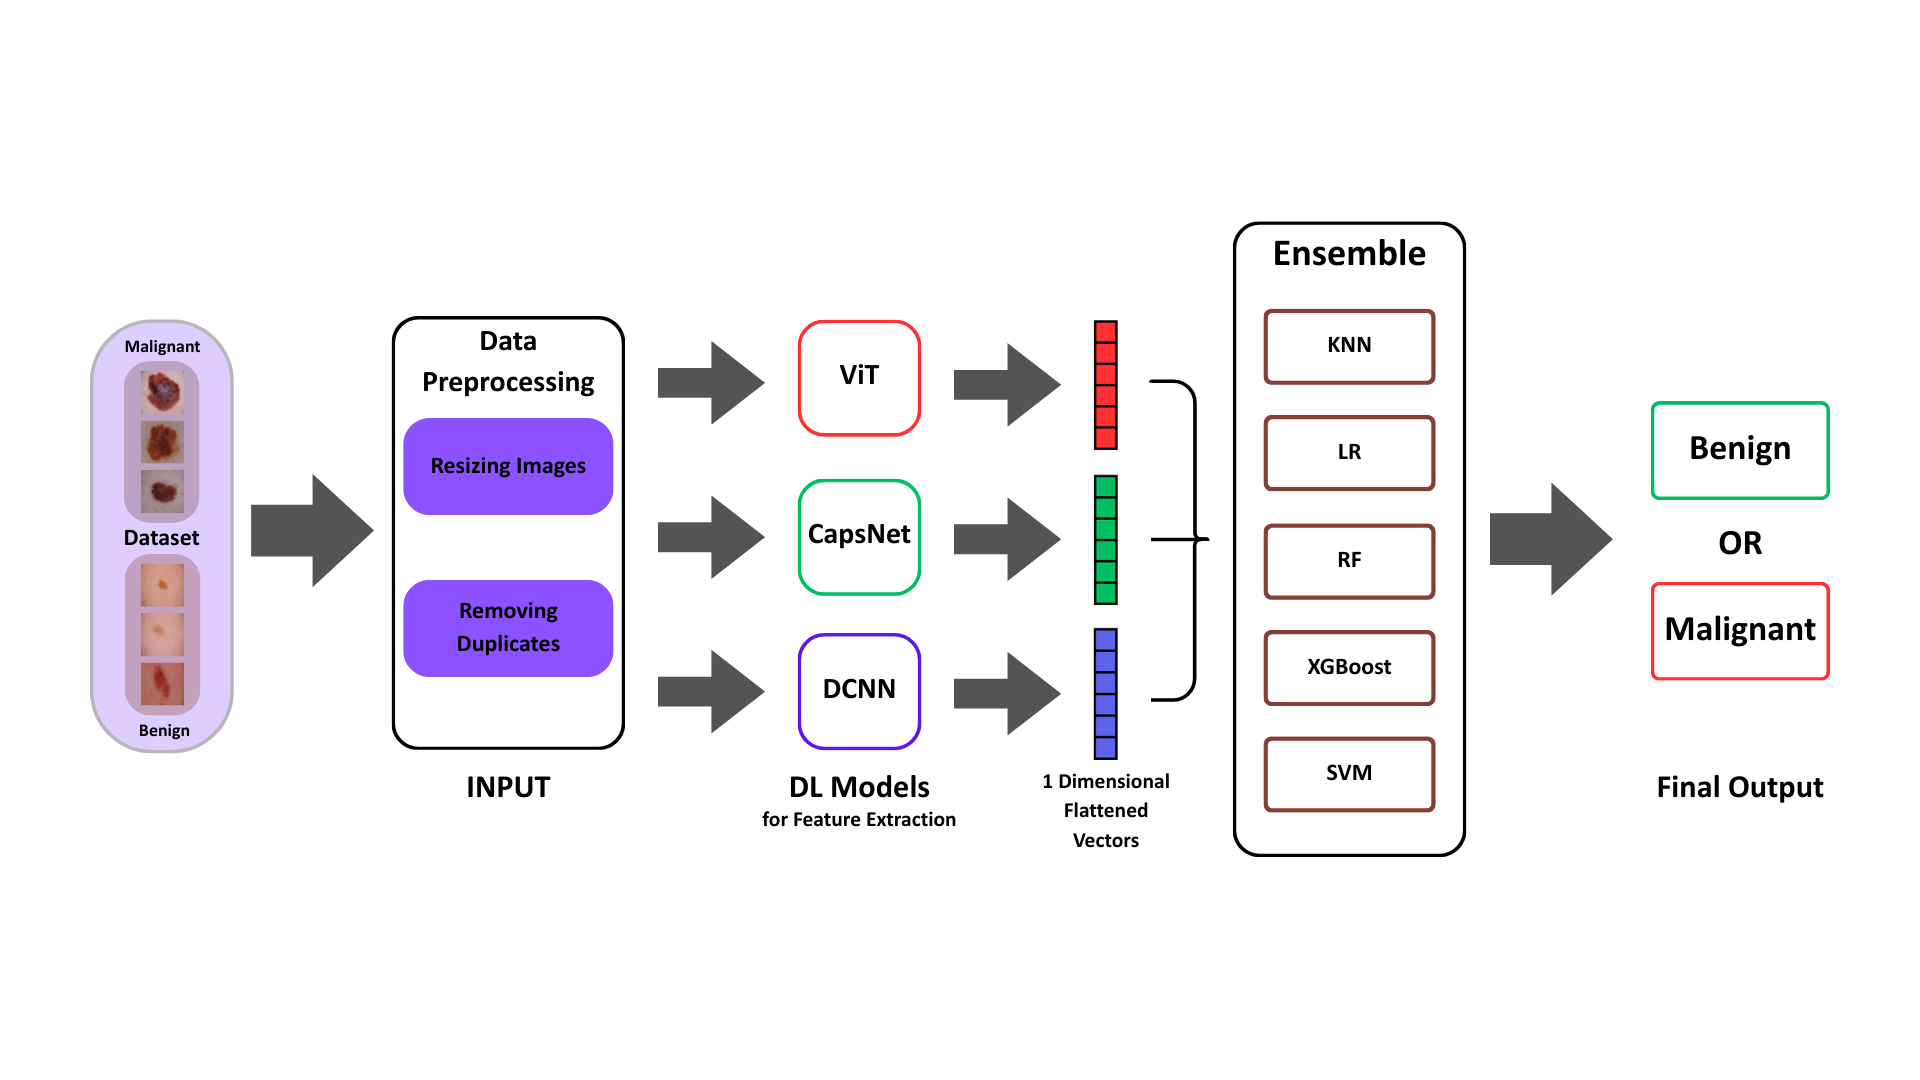 Malignant
Dataset
Benign
Data
Preprocessing
Resizing Images
Removing
Duplicates
INPUT
ViT
CapsNet
DCNN
DL Models
for Feature Extraction
1 Dimensional
Flattened
Vectors
Ensemble
KNN
LR
RF
XGBoost
SVM
Benign
OR
Malignant
Final Output